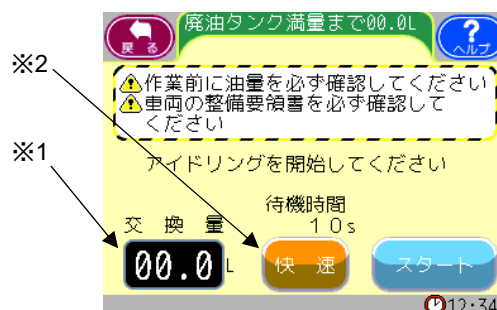 戻る
廃油タンク満量まで00.0L
?
ヘルプ
※2
⚠作業前に油量を必ず確認してください
⚠車両の整備要領書を必ず確認して
ください
※1
アイドリングを開始してください
待機時間
10s
交換量
00.0L
快速
スタート
12:34